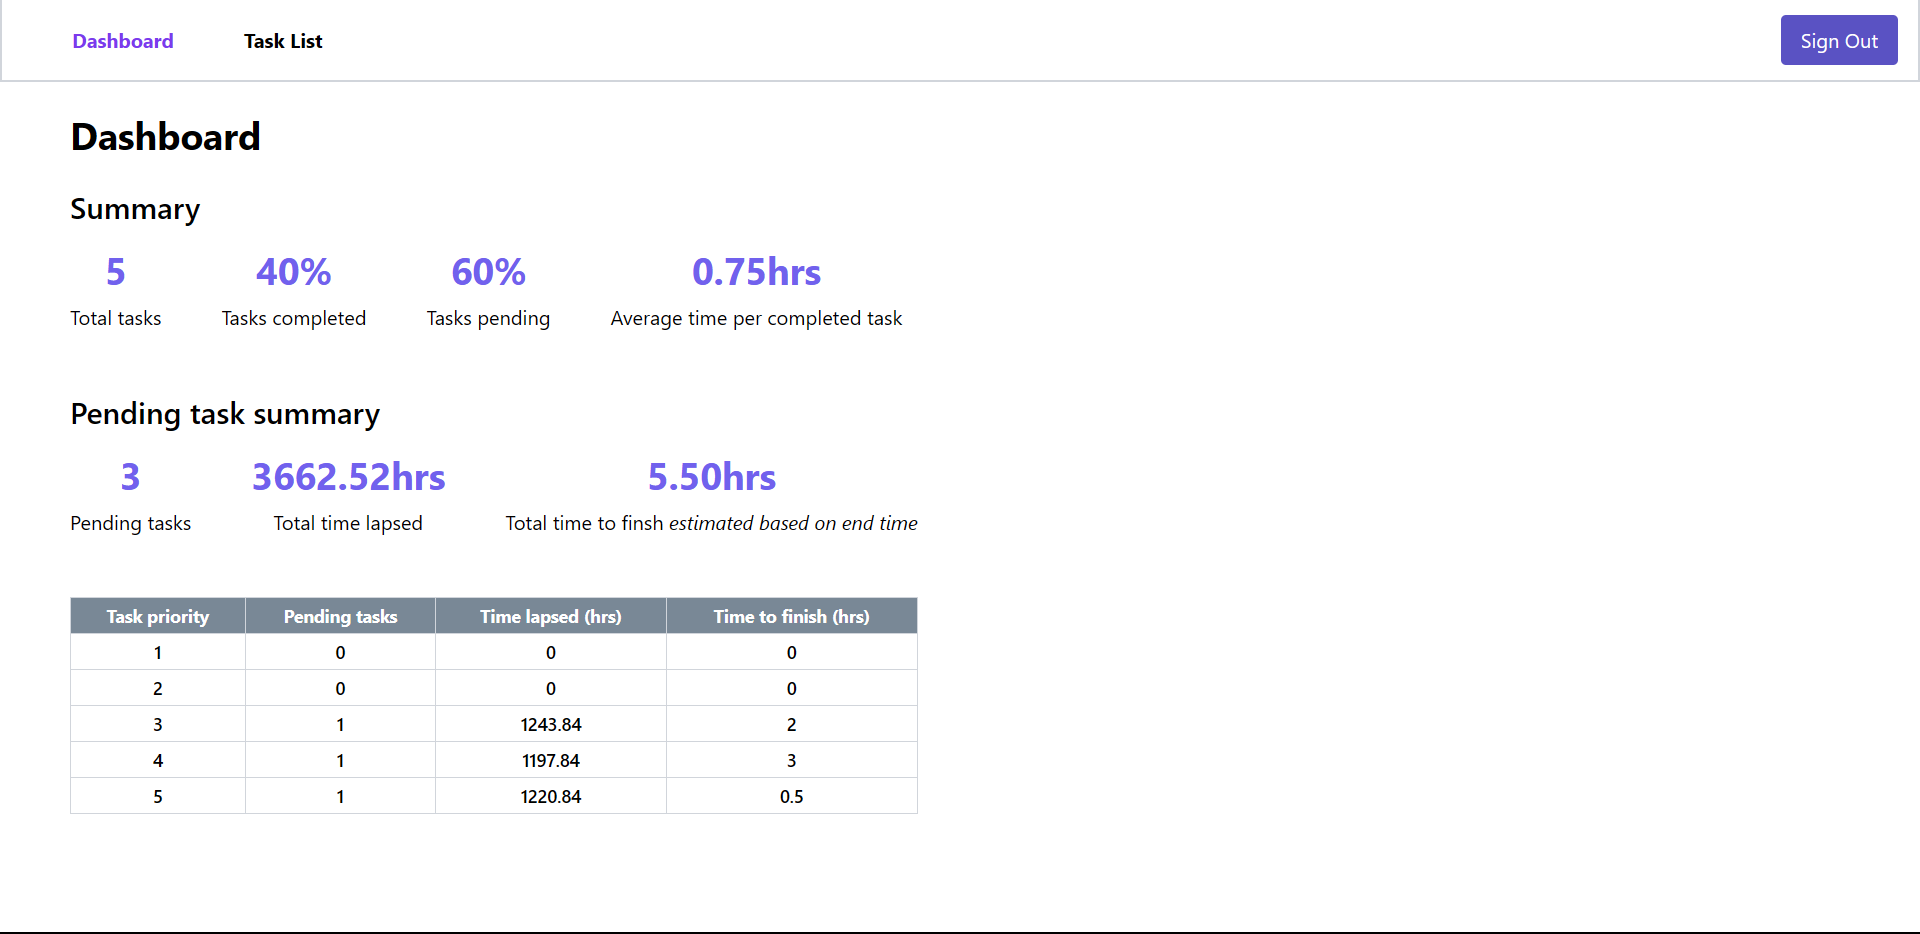 Dashboard Task List Sign Out
Dashboard
Summary
5 40% 60% 0.75hrs
Total tasks Tasks completed Tasks pending Average time per completed task
Pending task summary
3 3662.52hrs 5.50hrs
Pending tasks Total time lapsed Total time to finsh estimated based on end time
Task priority Pending tasks Time lapsed (hrs) Time to finish (hrs)
1 0 0 0
2 0 0 0
3 1 1243.84 2
4 1 1197.84 3
5 1 1220.84 0.5